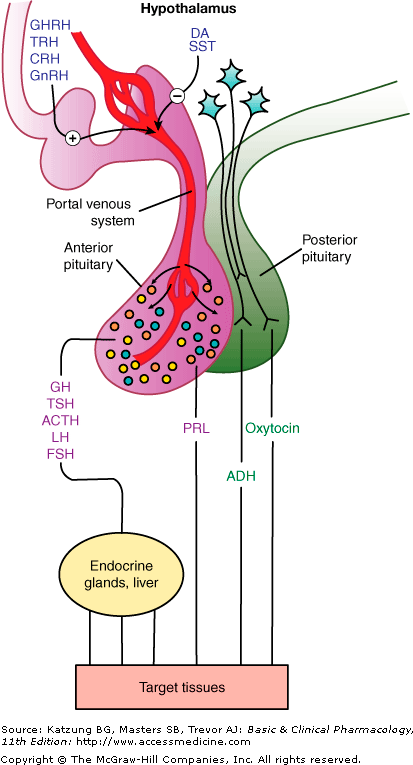 Hypothalamus
GHRH
TRH
CRH
GnRH
DA
SST
+
−
Portal venous
system
Anterior
pituitary
Posterior
pituitary
GH
TSH
ACTH
LH
FSH
PRL
Oxytocin
ADH
Endocrine
glands, liver
Target tissues
Source: Katzung BG, Masters SB, Trevor AJ: Basic & Clinical Pharmacology,
11th Edition: http://www.accessmedicine.com
Copyright © The McGraw-Hill Companies, Inc. All rights reserved.